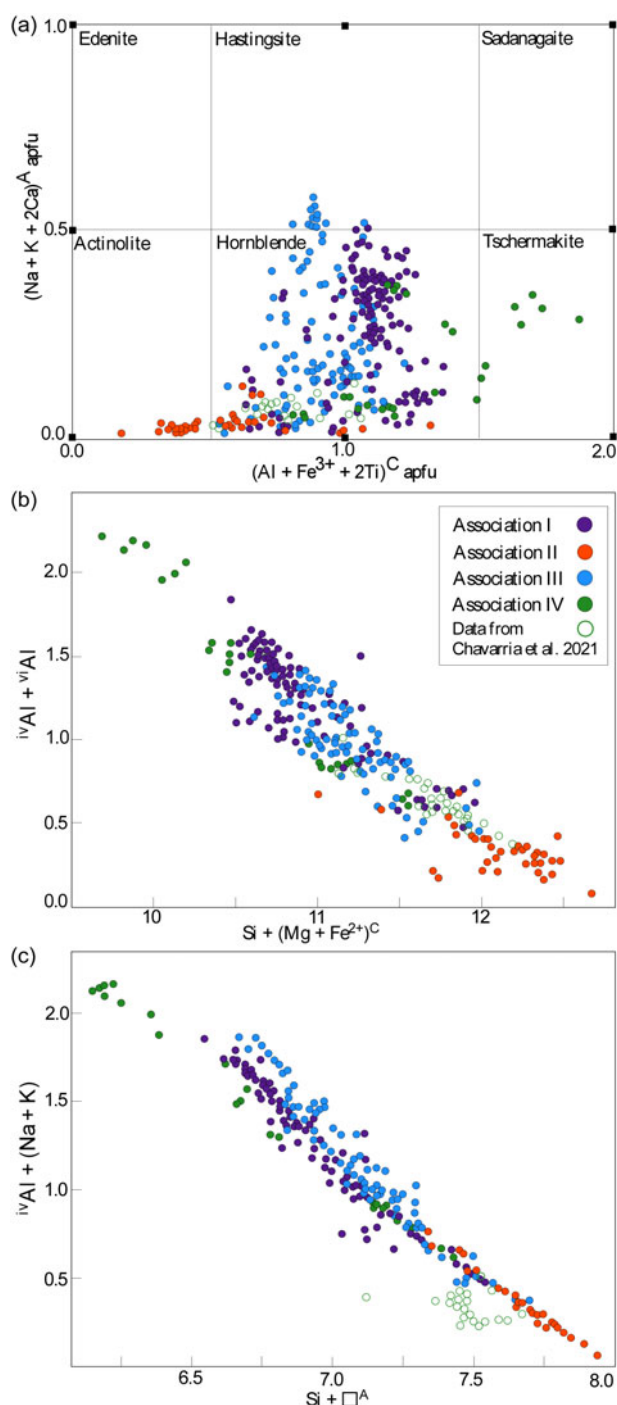 (a)
1.0
Edenite Hastingsite Sadanagaite
(Na + K + 2Ca)ᴬ apfu
0.5
Actinolite Hornblende Tschermakite
0.0
0.0 1.0 2.0
(Al + Fe³⁺ + 2Ti)ᶜ apfu
(b)
Association I
Association II
Association III
Association IV
Data from
Chavarria et al. 2021
2.0
1.5
1.0
0.5
0.0
ⁱᵛAl + ᵛⁱAl
10 11 12
Si + (Mg + Fe²⁺)ᶜ
(c)
2.0
1.5
1.0
0.5
ⁱᵛAl + (Na + K)
6.5 7.0 7.5 8.0
Si + □ᴬ